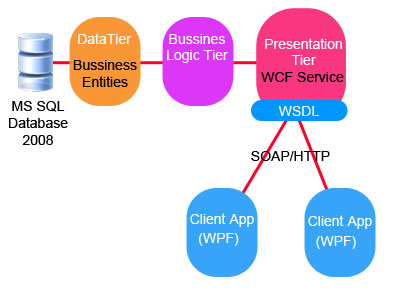 DataTier
Bussiness
Entities
Bussines
Logic Tier
Presentation
Tier
WCF Service
WSDL
MS SQL
Database
2008
SOAP/HTTP
Client App
(WPF)
Client App
(WPF)